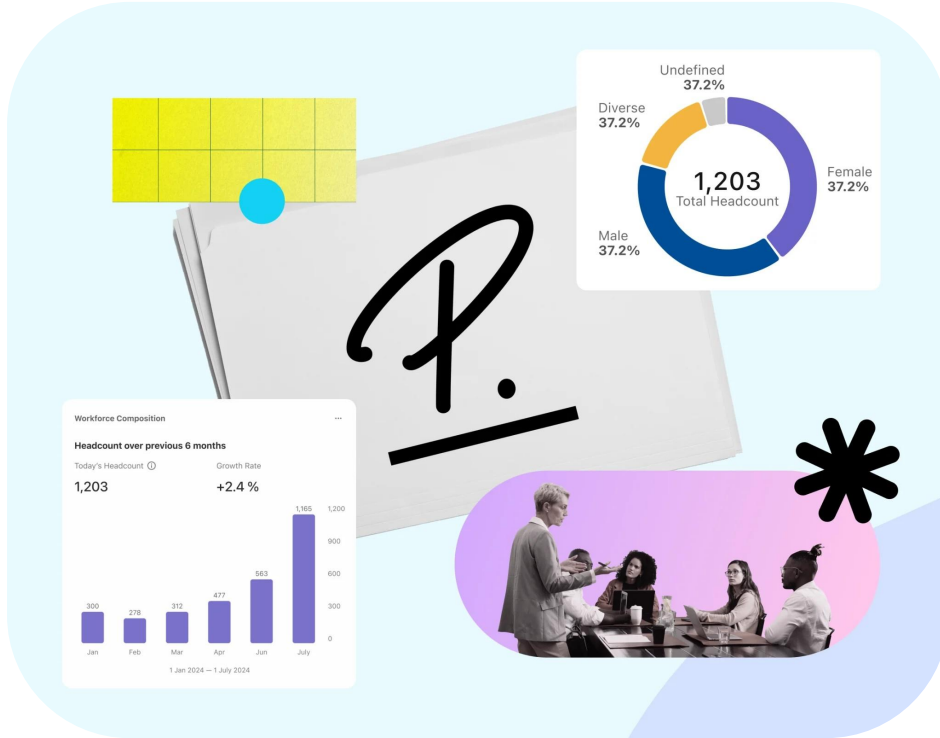 Undefined
37.2%
Diverse
37.2%
Female
37.2%
1,203
Total Headcount
Male
37.2%
P.
Workforce Composition
...
Headcount over previous 6 months
Today's Headcount
Growth Rate
1,203
+2.4 %
1,165
1,200
900
563
600
477
300
278
312
300
0
Jan
Feb
Mar
Apr
Jun
July
1 Jan 2024 — 1 July 2024